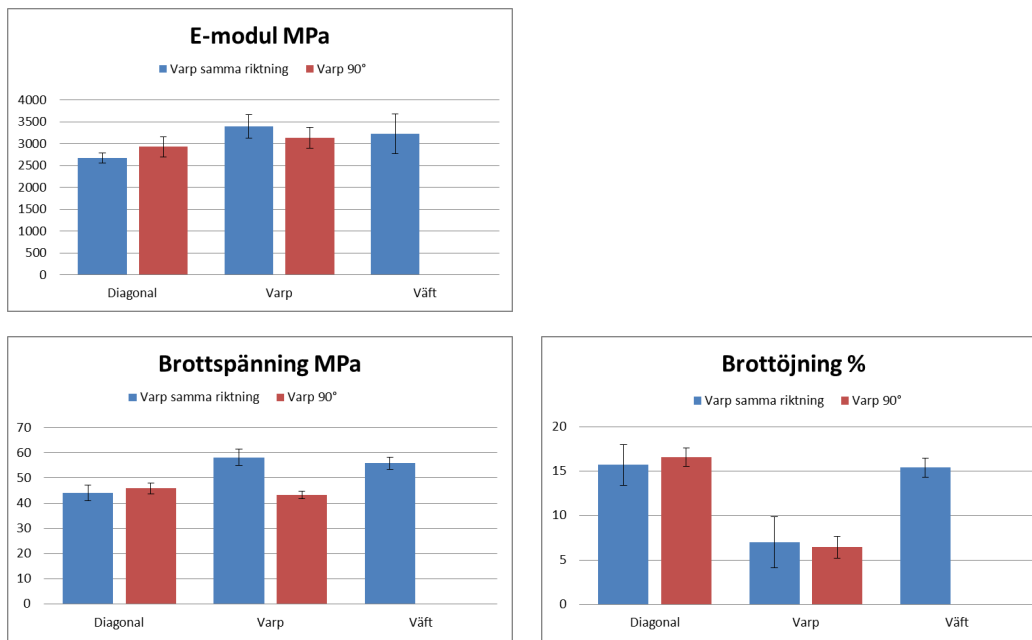 E-modul MPa
Varp samma riktning Varp 90°
4000
3500
3000
2500
2000
1500
1000
500
0
Diagonal Varp Väft
Brottspänning MPa
Varp samma riktning Varp 90°
70
60
50
40
30
20
10
0
Diagonal Varp Väft
Brottöjning %
Varp samma riktning Varp 90°
20
15
10
5
0
Diagonal Varp Väft